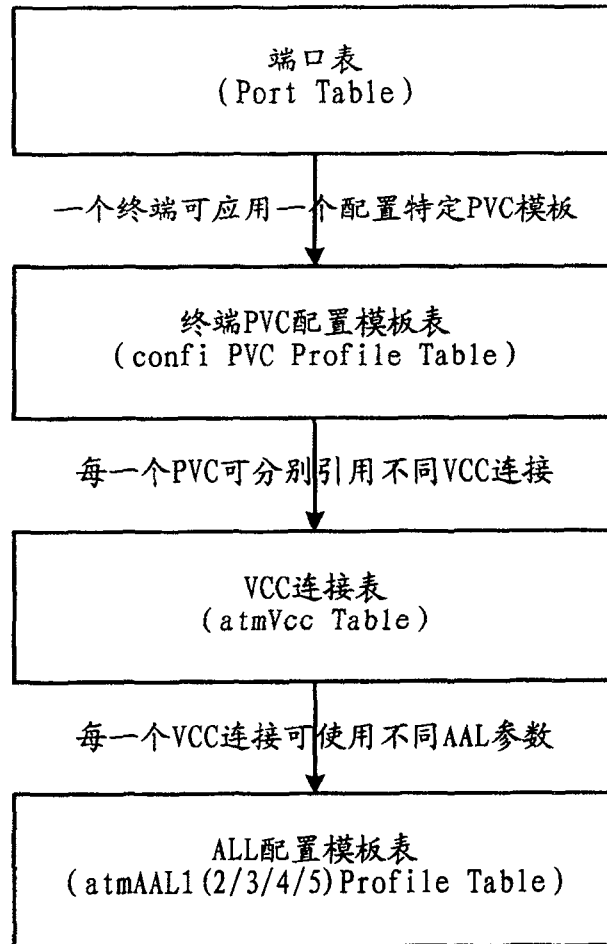 端口表
(Port Table)
一个终端可应用一个配置特定PVC模板
终端PVC配置模板表
(confi PVC Profile Table)
每一个PVC可分别引用不同VCC连接
VCC连接表
(atmVcc Table)
每一个VCC连接可使用不同AAL参数
ALL配置模板表
(atmAAL1(2/3/4/5)Profile Table)